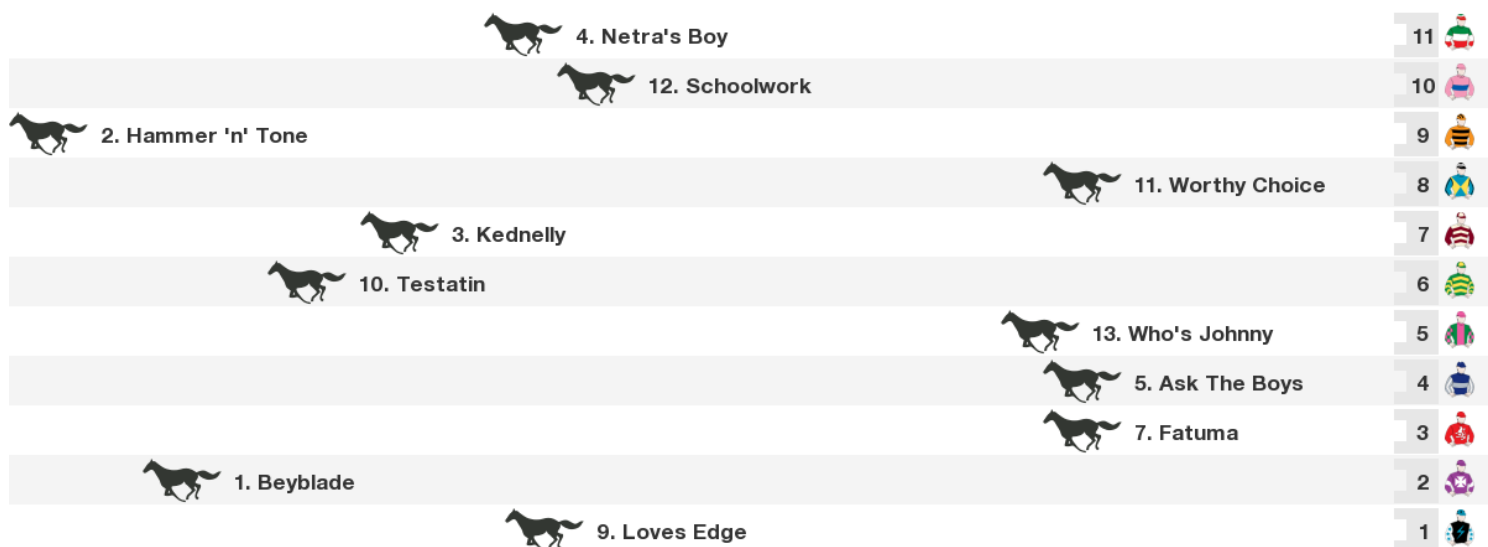 4. Netra's Boy 11
12. Schoolwork 10
2. Hammer 'n' Tone 9
11. Worthy Choice 8
3. Kednelly 7
10. Testatin 6
13. Who's Johnny 5
5. Ask The Boys 4
7. Fatuma 3
1. Beyblade 2
9. Loves Edge 1